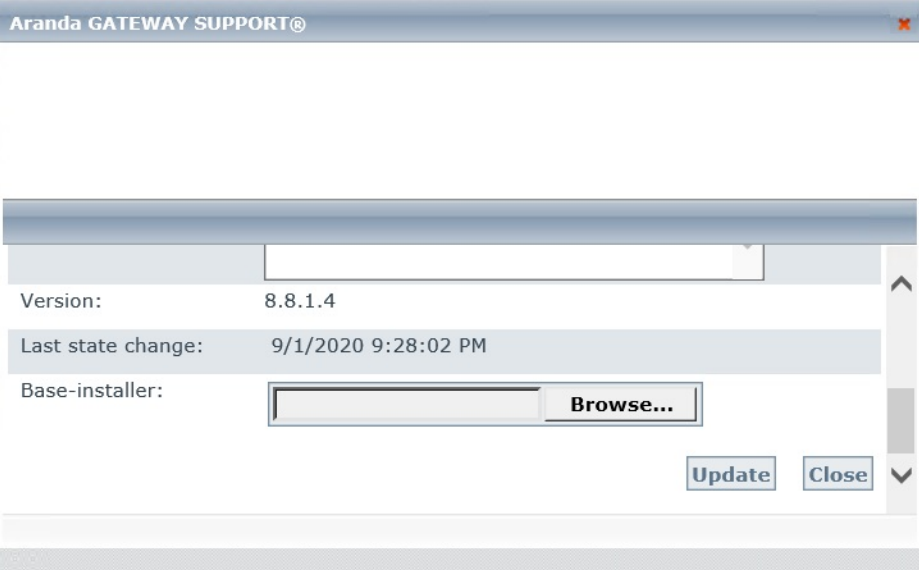 Aranda GATEWAY SUPPORT®
Version: 8.8.1.4
Last state change: 9/1/2020 9:28:02 PM
Base-installer: Browse...
Update Close